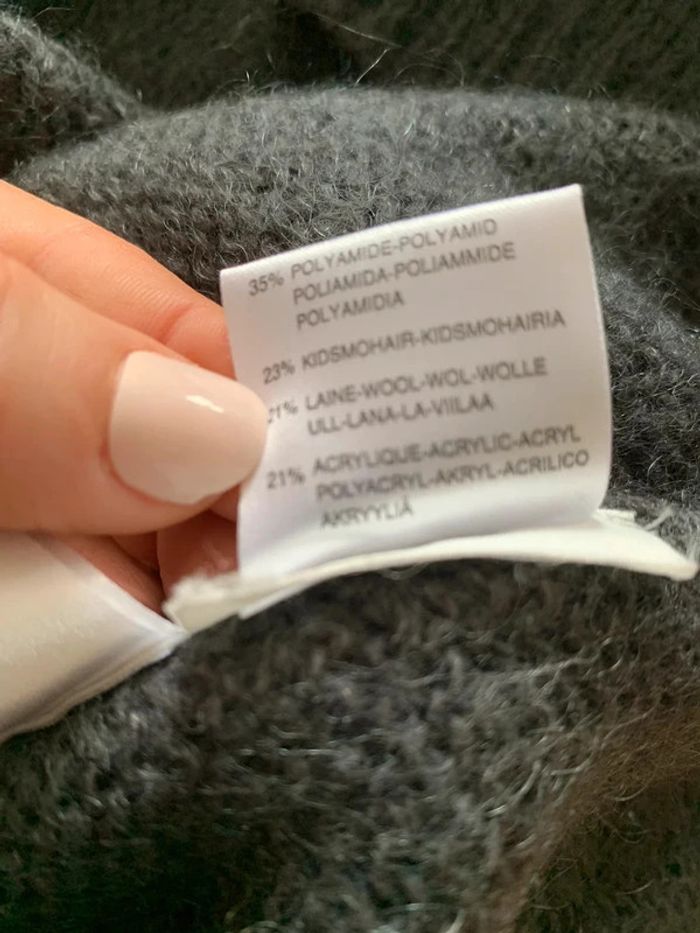 35% POLYAMIDE-POLYAMID
POLIAMIDA-POLIAMMIDE
POLYAMIDIA
23% KIDSMOHAIR-KIDSMOHAIRIA
21% LAINE-WOOL-WOL-WOLLE
ULL-LANA-LA-VIILAA
21% ACRYLIQUE-ACRYLIC-ACRYL
POLYACRYL-AKRYL-ACRILICO
AKRYYLIÄ